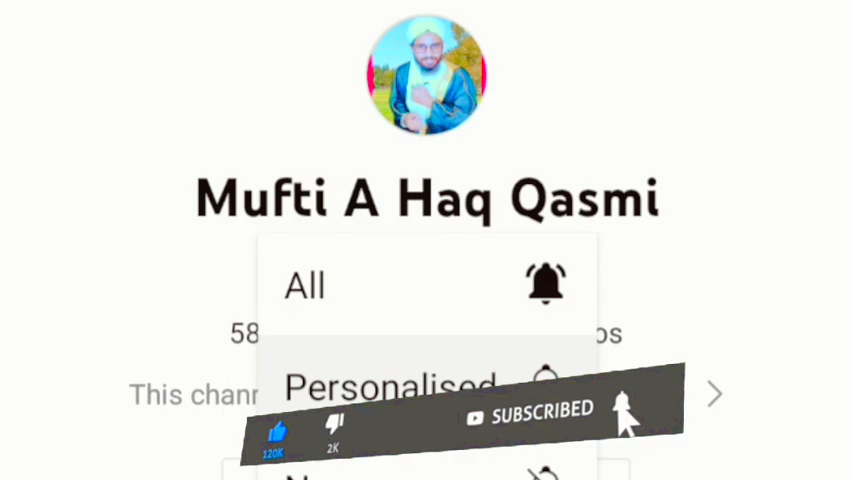 Mufti A Haq Qasmi
All
58
os
This chann
Personalised
SUBSCRIBED
120K
2K